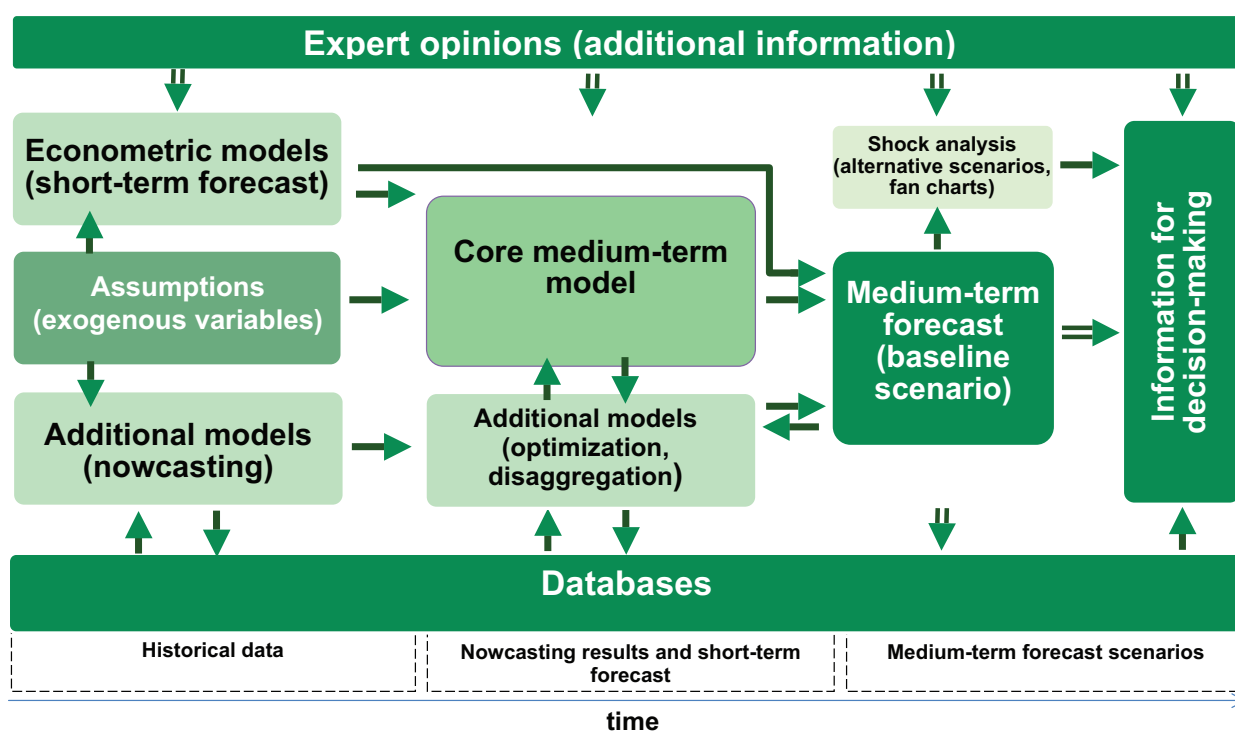 Expert opinions (additional information)
Econometric models
(short-term forecast)
Shock analysis
(alternative scenarios,
fan charts)
Core medium-term
model
Assumptions
(exogenous variables)
Medium-term
forecast
(baseline
scenario)
Information for
decision-making
Additional models
(nowcasting)
Additional models
(optimization,
disaggregation)
Databases
Historical data
Nowcasting results and short-term
forecast
Medium-term forecast scenarios
time